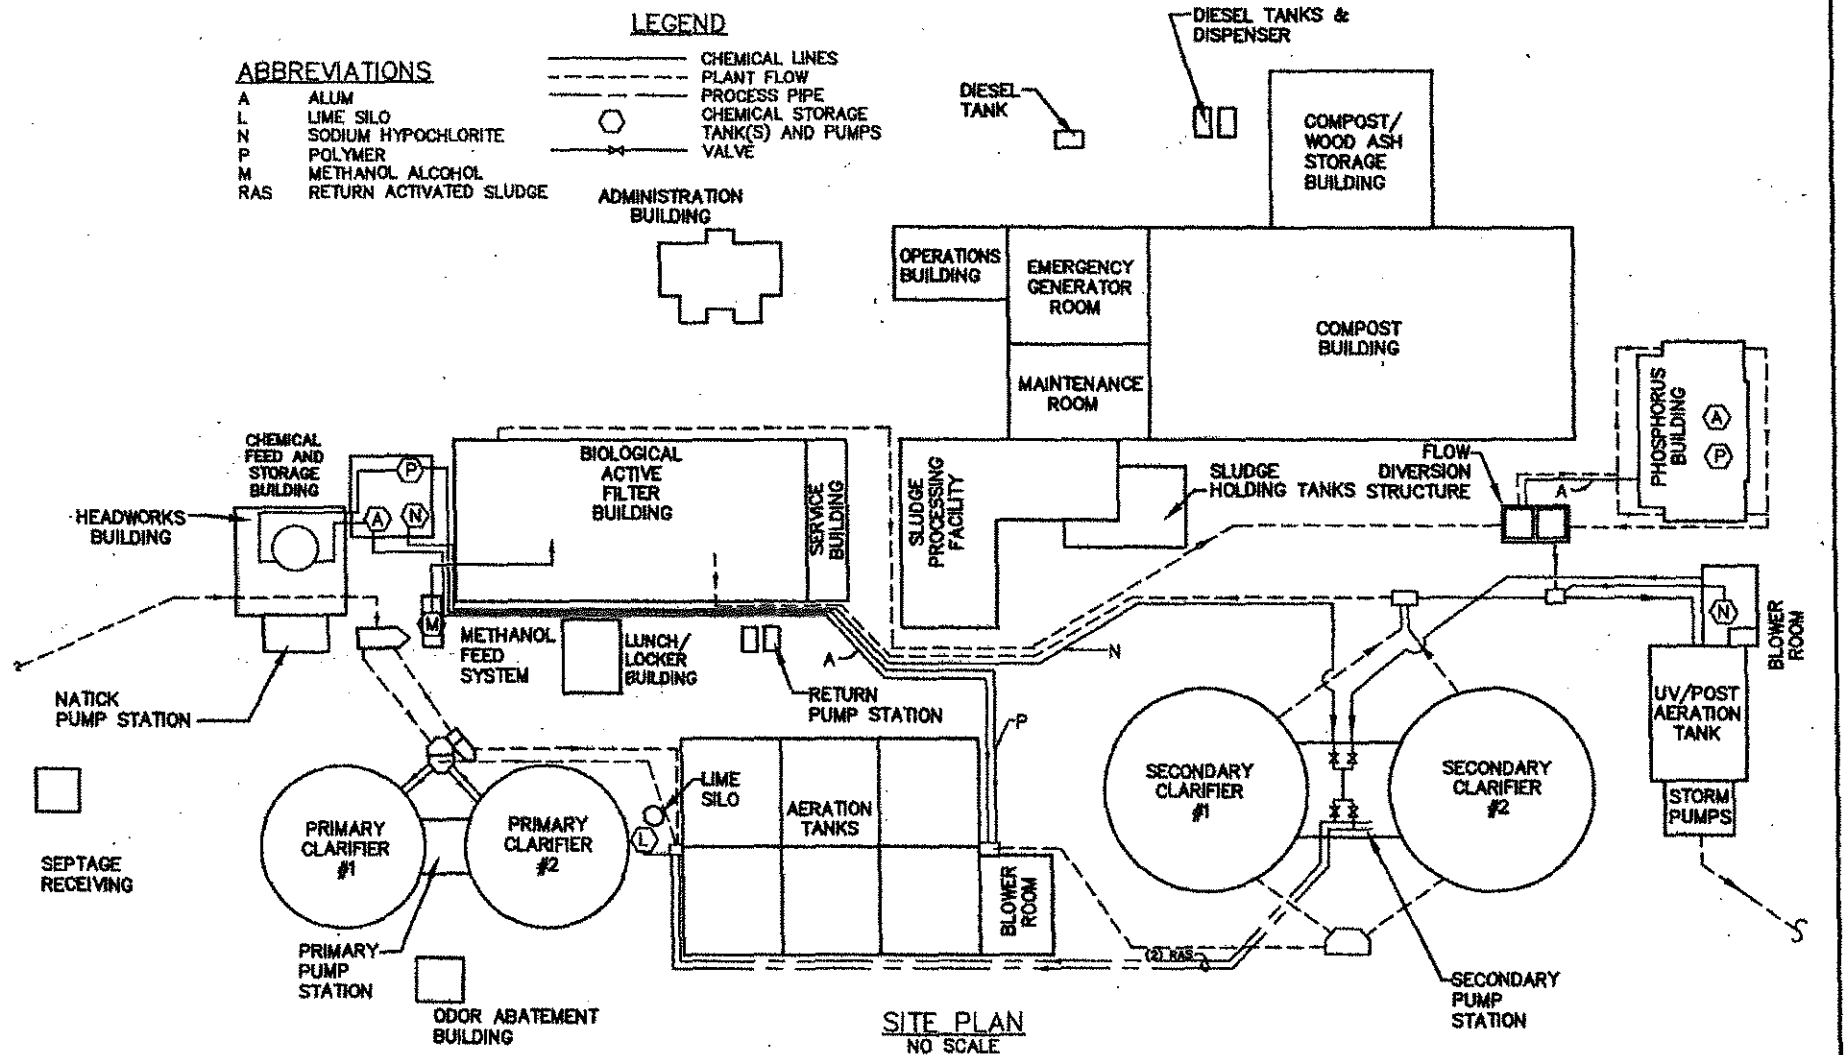 LEGEND
CHEMICAL LINES
PLANT FLOW
PROCESS PIPE
CHEMICAL STORAGE
TANK(S) AND PUMPS
VALVE
ABBREVIATIONS
A ALUM
L LIME SILO
N SODIUM HYPOCHLORITE
P POLYMER
M METHANOL ALCOHOL
RAS RETURN ACTIVATED SLUDGE
DIESEL TANKS &
DISPENSER
DIESEL
TANK
COMPOST/
WOOD ASH
STORAGE
BUILDING
ADMINISTRATION
BUILDING
OPERATIONS
BUILDING
EMERGENCY
GENERATOR
ROOM
COMPOST
BUILDING
MAINTENANCE
ROOM
PHOSPHORUS
BUILDING
A
P
CHEMICAL
FEED AND
STORAGE
BUILDING
P
A
N
HEADWORKS
BUILDING
BIOLOGICAL
ACTIVE
FILTER
BUILDING
SERVICE
BUILDING
SLUDGE
PROCESSING
FACILITY
SLUDGE
HOLDING TANKS
FLOW
DIVERSION
STRUCTURE
A
M
METHANOL
FEED
SYSTEM
LUNCH/
LOCKER
BUILDING
A
RETURN
PUMP STATION
N
N
BLOWER
ROOM
NATICK
PUMP STATION
P
UV/POST
AERATION
TANK
STORM
PUMPS
SEPTAGE
RECEIVING
PRIMARY
CLARIFIER
#1
PRIMARY
CLARIFIER
#2
LIME
SILO
L
AERATION
TANKS
BLOWER
ROOM
SECONDARY
CLARIFIER
#1
SECONDARY
CLARIFIER
#2
PRIMARY
PUMP
STATION
ODOR ABATEMENT
BUILDING
(2) RAS
SECONDARY
PUMP
STATION
SITE PLAN
NO SCALE